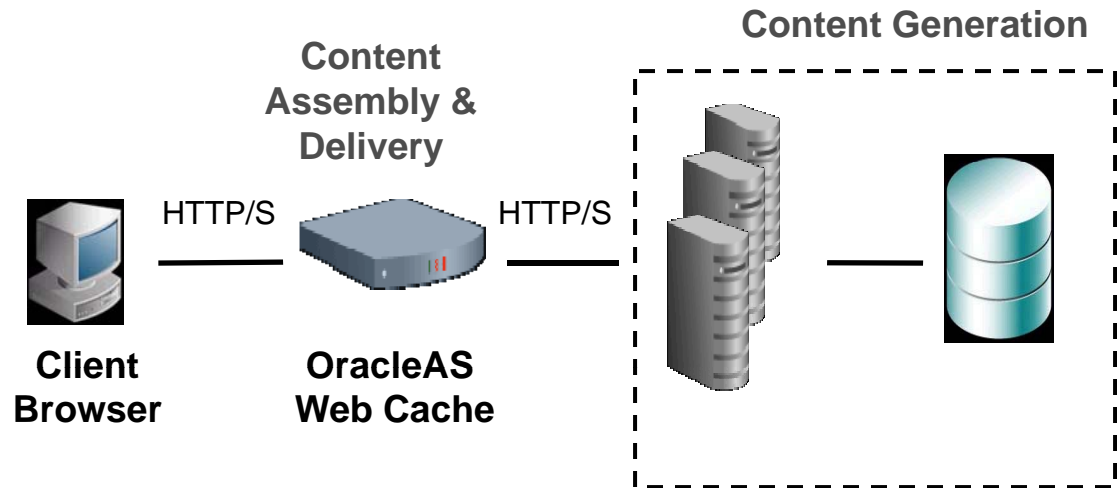 Content Generation
Content
Assembly &
Delivery
HTTP/S
HTTP/S
Client
Browser
OracleAS
Web Cache